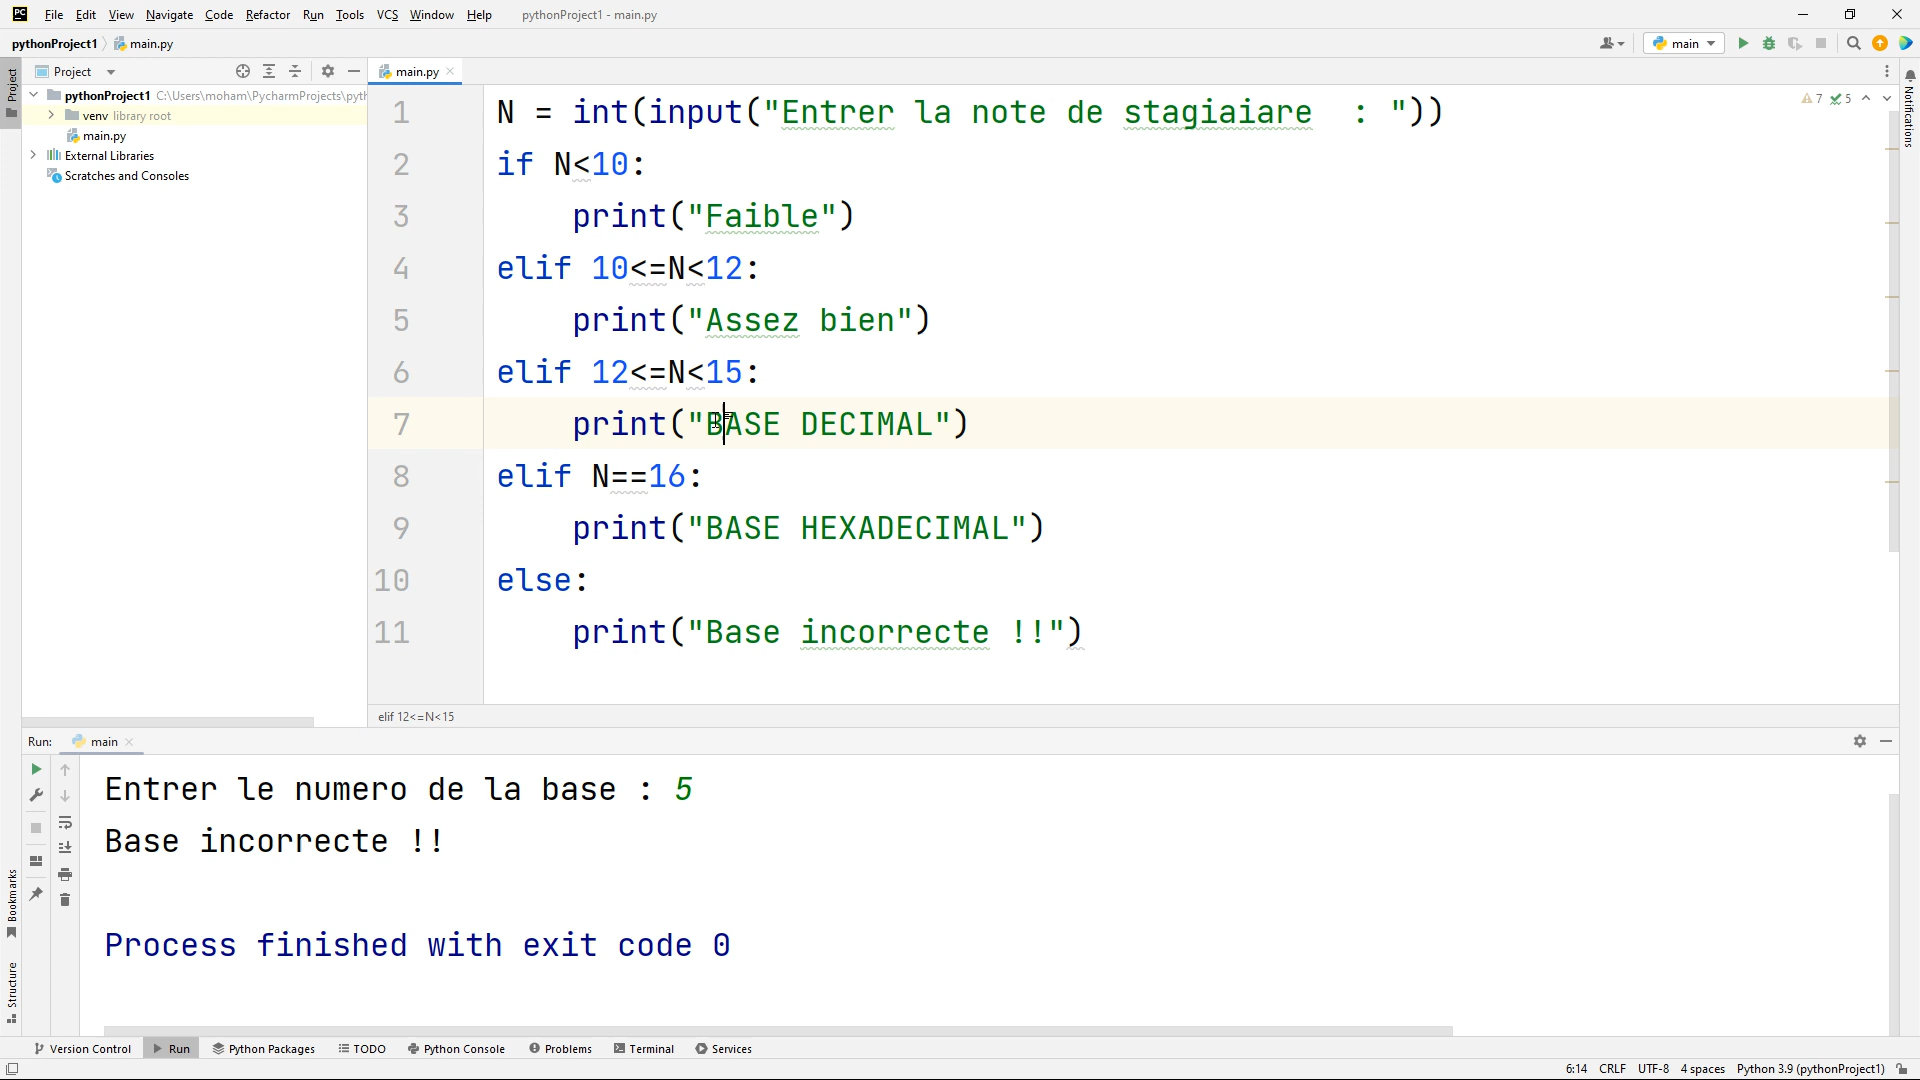 PC File Edit View Navigate Code Refactor Run Tools VCS Window Help pythonProject1 - main.py
pythonProject1 main.py main
Project main.py
pythonProject1 C:\Users\moham\PycharmProjects\pyth
venv library root
main.py
External Libraries
Scratches and Consoles
Project
Notifications
7 5
1 N = int(input("Entrer la note de stagiaiare  : "))
2 if N<10:
3 print("Faible")
4 elif 10<=N<12:
5 print("Assez bien")
6 elif 12<=N<15:
7 print("BASE DECIMAL")
8 elif N==16:
9 print("BASE HEXADECIMAL")
10 else:
11 print("Base incorrecte !!")
elif 12<=N<15
Run: main
Entrer le numero de la base : 5
Base incorrecte !!
Process finished with exit code 0
Bookmarks
Structure
Version Control Run Python Packages TODO Python Console Problems Terminal Services
6:14 CRLF UTF-8 4 spaces Python 3.9 (pythonProject1)